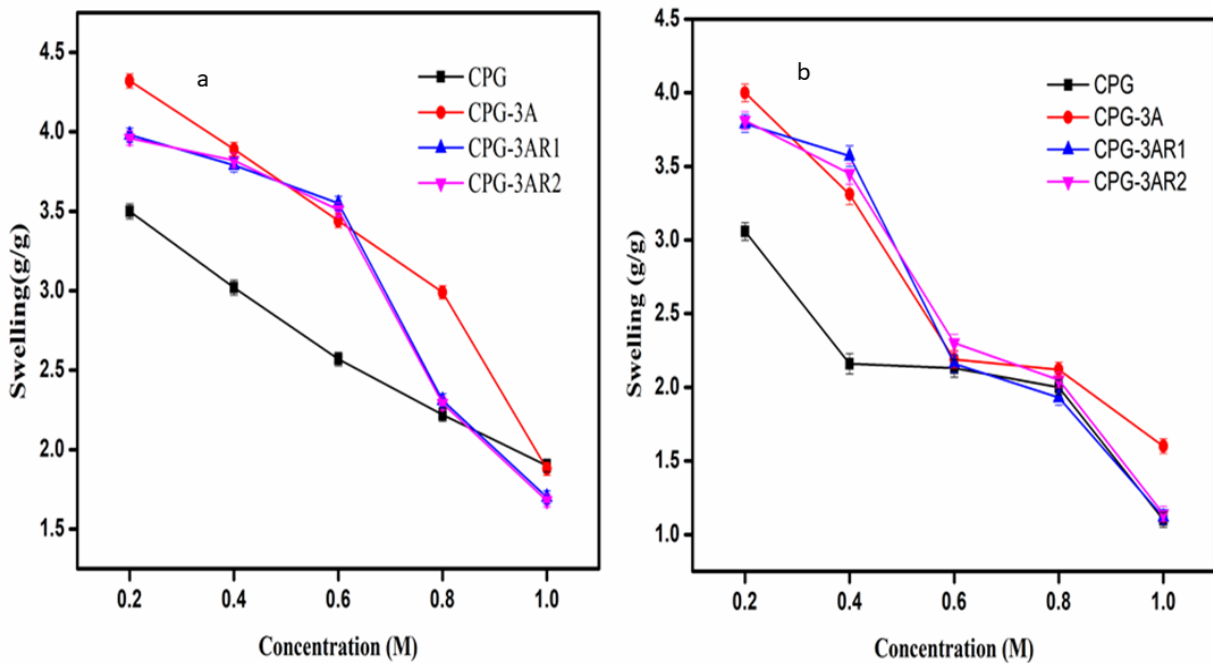 a
CPG
CPG-3A
CPG-3AR1
CPG-3AR2
4.5
4.0
3.5
3.0
2.5
2.0
1.5
Swelling(g/g)
0.2 0.4 0.6 0.8 1.0
Concentration (M)
b
CPG
CPG-3A
CPG-3AR1
CPG-3AR2
4.5
4.0
3.5
3.0
2.5
2.0
1.5
1.0
Swelling (g/g)
0.2 0.4 0.6 0.8 1.0
Concentration (M)